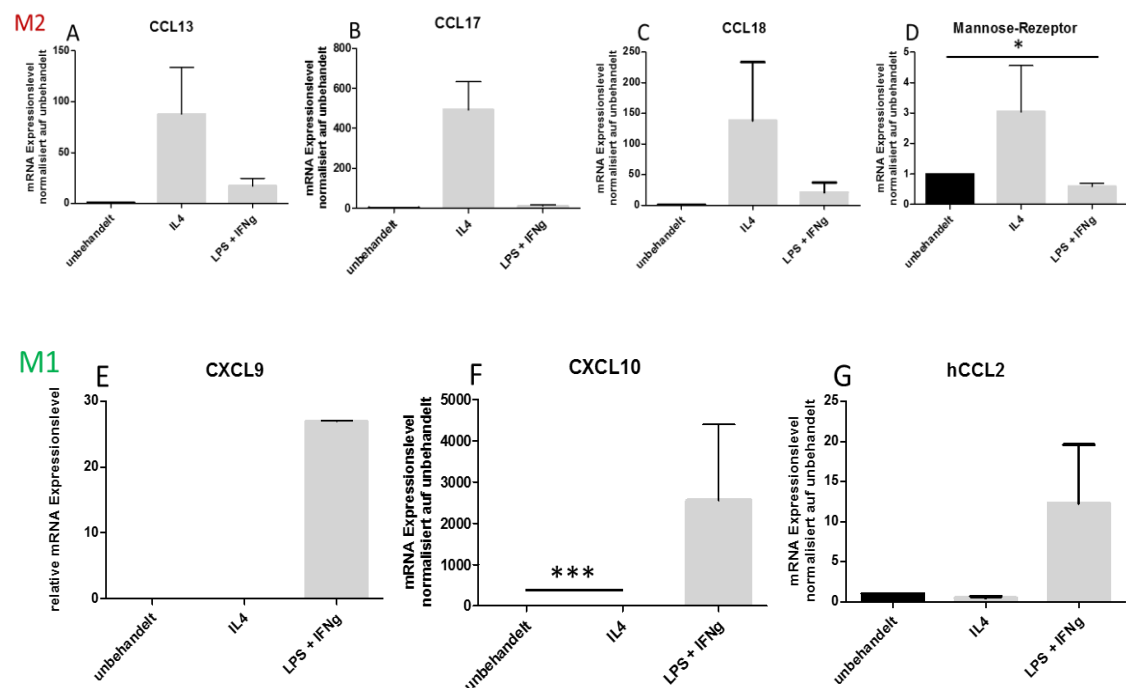 M2
A
CCL13
mRNA Expressionslevel
normalisiert auf unbehandelt
150
100
50
0
unbehandelt
IL4
LPS + IFNg
B
CCL17
mRNA Expressionslevel
normalisiert auf unbehandelt
800
600
400
200
0
unbehandelt
IL4
LPS + IFNg
C
CCL18
mRNA Expressionslevel
normalisiert auf unbehandelt
250
200
150
100
50
0
unbehandelt
IL4
LPS + IFNg
D
Mannose-Rezeptor
*
mRNA Expressionslevel
normalisiert auf unbehandelt
5
4
3
2
1
0
unbehandelt
IL4
LPS + IFNg
M1
E
CXCL9
relative mRNA Expressionslevel
30
20
10
0
unbehandelt
IL4
LPS + IFNg
F
CXCL10
mRNA Expressionslevel
normalisiert auf unbehandelt
5000
4000
3000
2000
1000
0
***
unbehandelt
IL4
LPS + IFNg
G
hCCL2
mRNA Expressionslevel
normalisiert auf unbehandelt
25
20
15
10
5
0
unbehandelt
IL4
LPS + IFNg